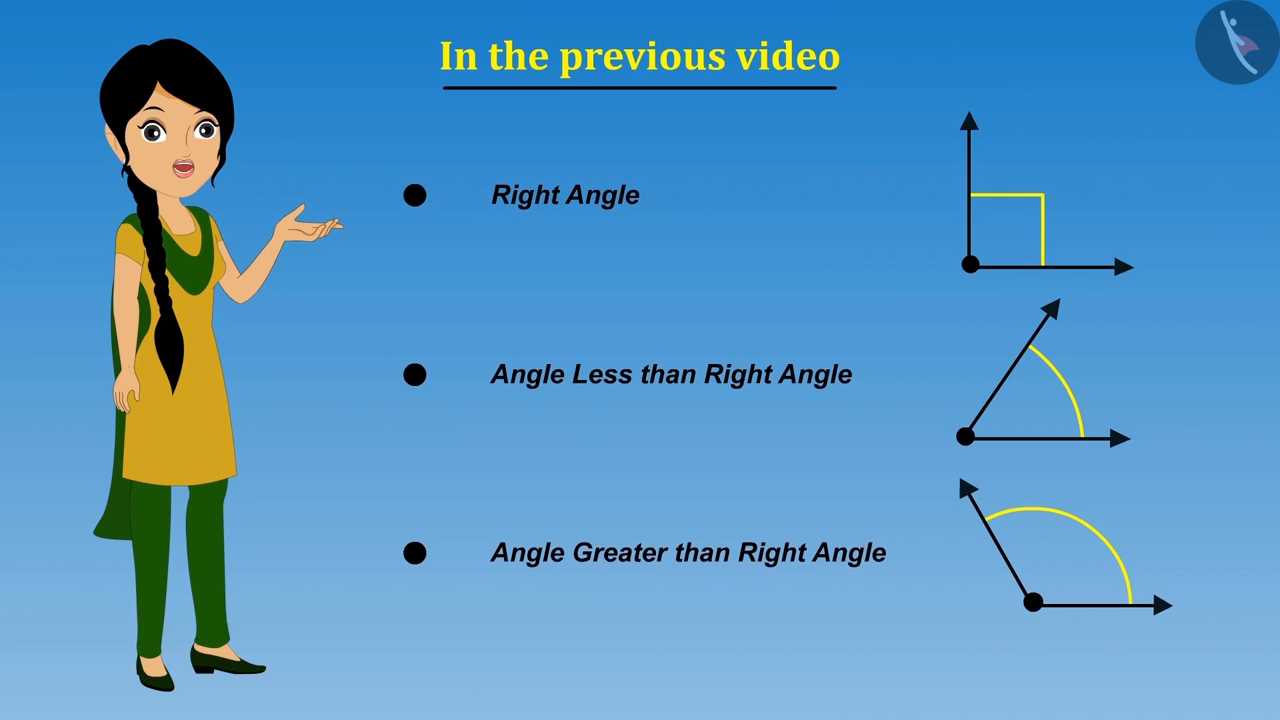 In the previous video
Right Angle
Angle Less than Right Angle
Angle Greater than Right Angle